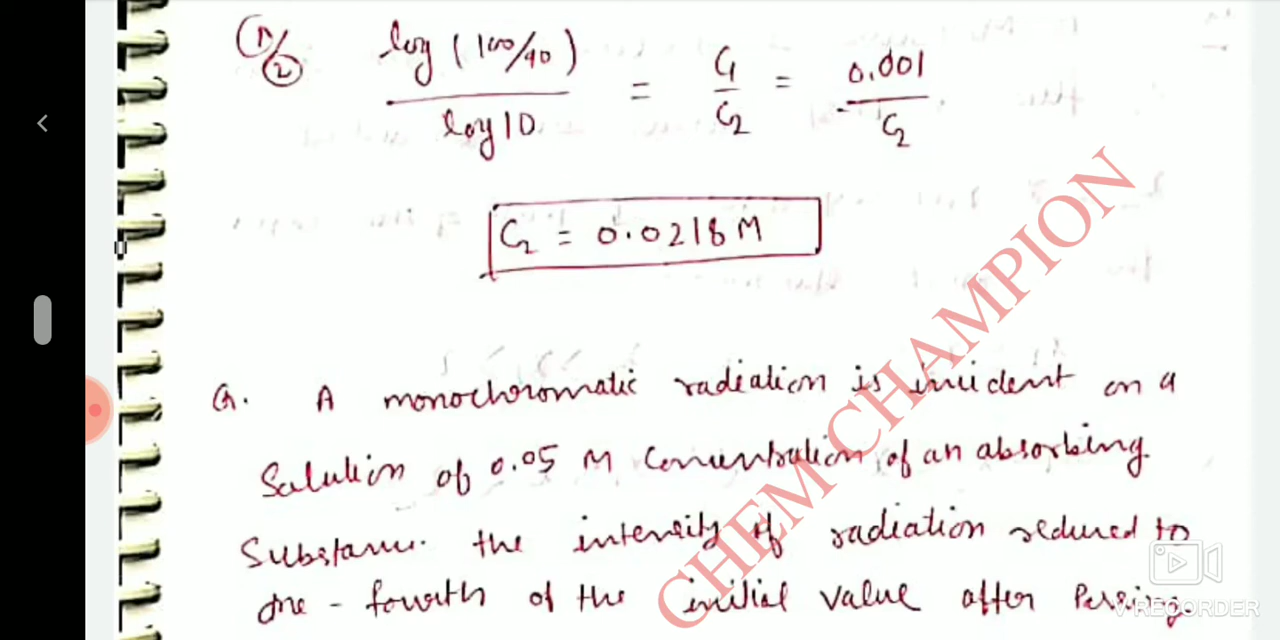 ①/② log (100/40) / log 10 = C1 / C2 = 0.001 / C2
C2 = 0.0218 M
Q. A monochromatic radiation is incident on a
Solution of 0.05 M Concentration of an absorbing.
Substance. the intensity of radiation reduced to
one - fourth of the initial value after Passing.
CHEM CHAMPION
V RECORDER